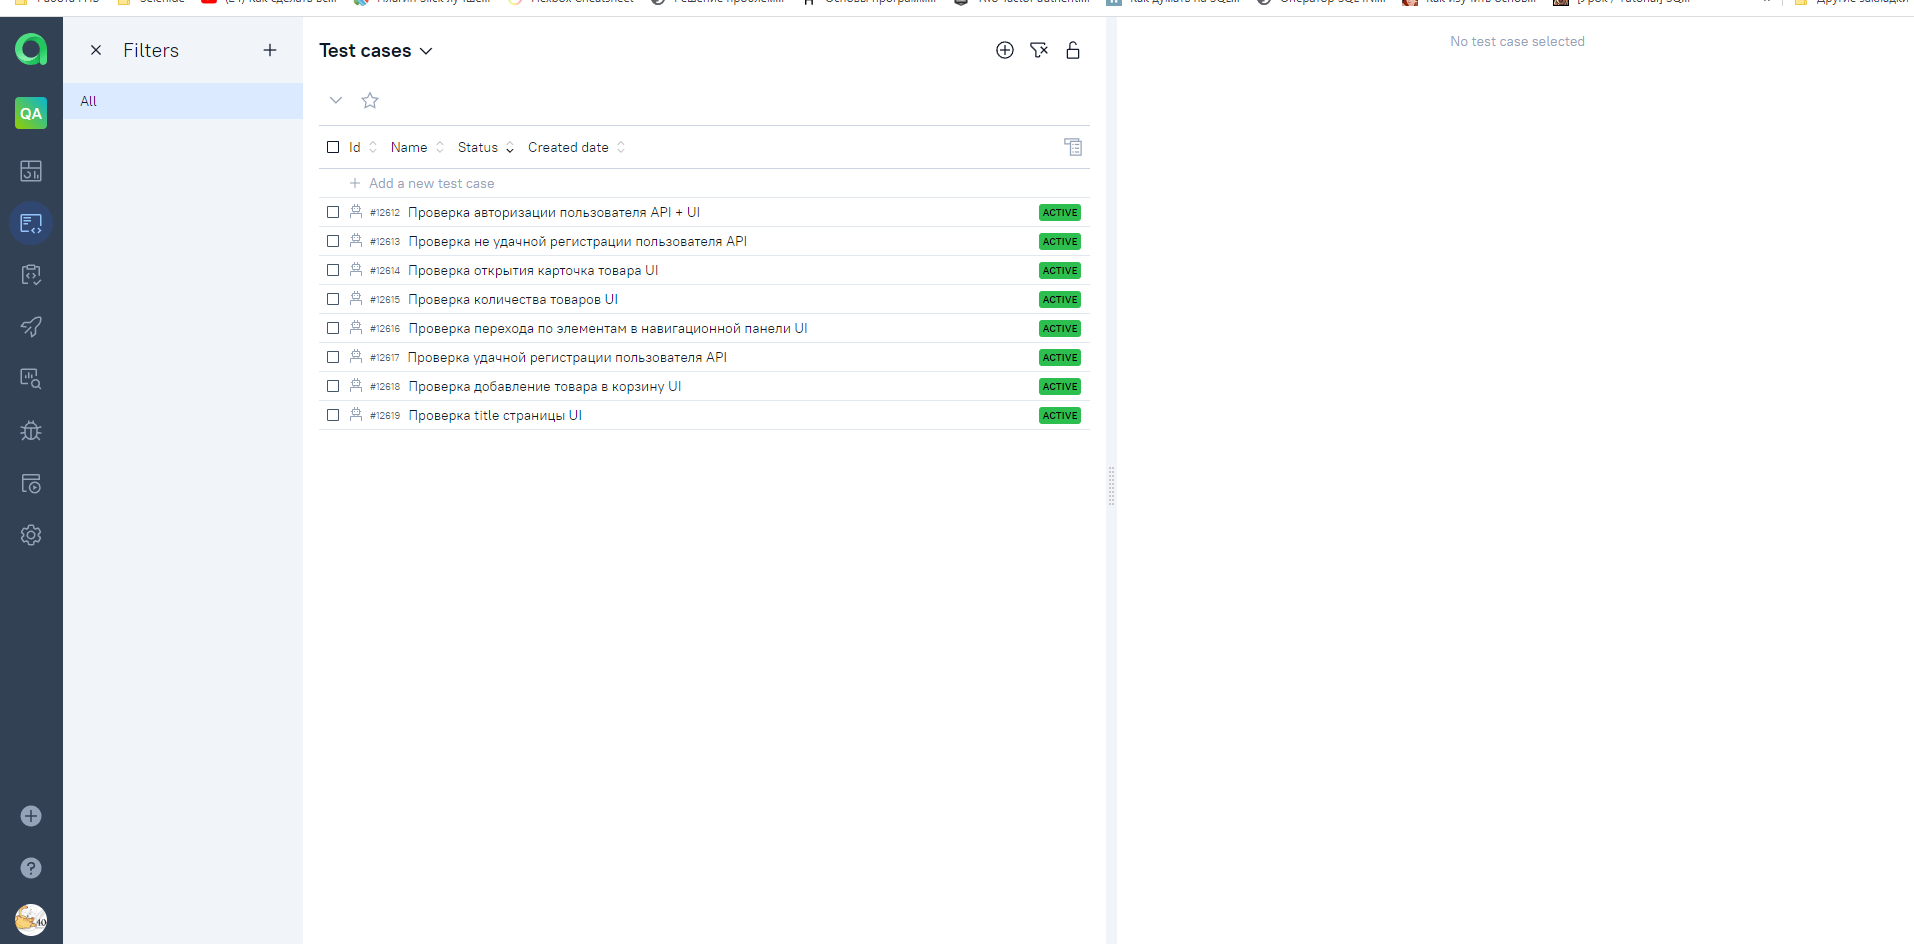 Flexbox Cheatsheet
Filters
Test cases
No test case selected
QA
All
Id Name Status Created date
Add a new test case
#12612 Проверка авторизации пользователя API + UI ACTIVE
#12613 Проверка не удачной регистрации пользователя API ACTIVE
#12614 Проверка открытия карточка товара UI ACTIVE
#12615 Проверка количества товаров UI ACTIVE
#12616 Проверка перехода по элементам в навигационной панели UI ACTIVE
#12617 Проверка удачной регистрации пользователя API ACTIVE
#12618 Проверка добавление товара в корзину UI ACTIVE
#12619 Проверка title страницы UI ACTIVE